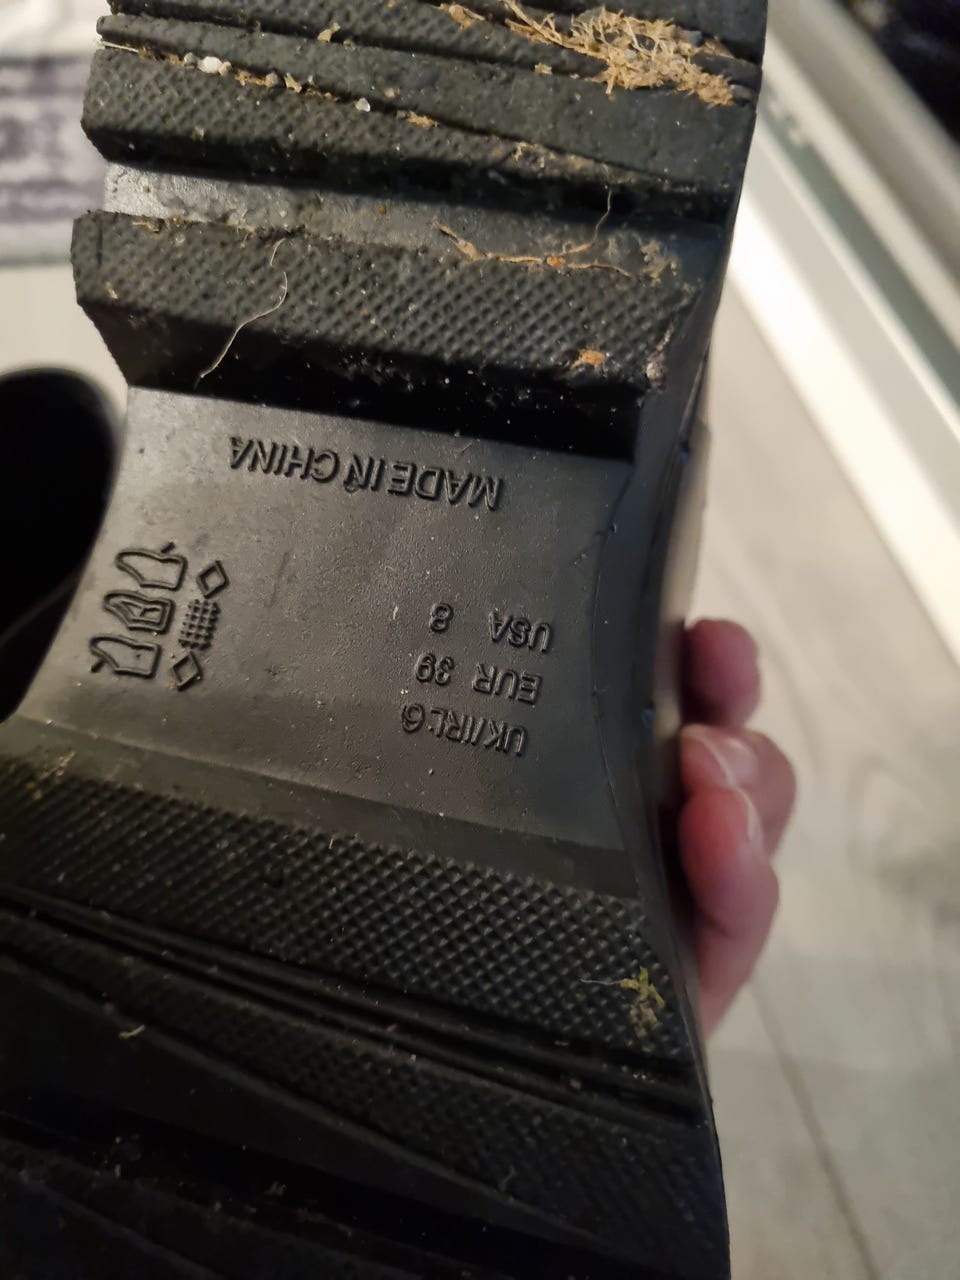 UK/IRL 6
EUR 39
USA 8
MADE IN CHINA